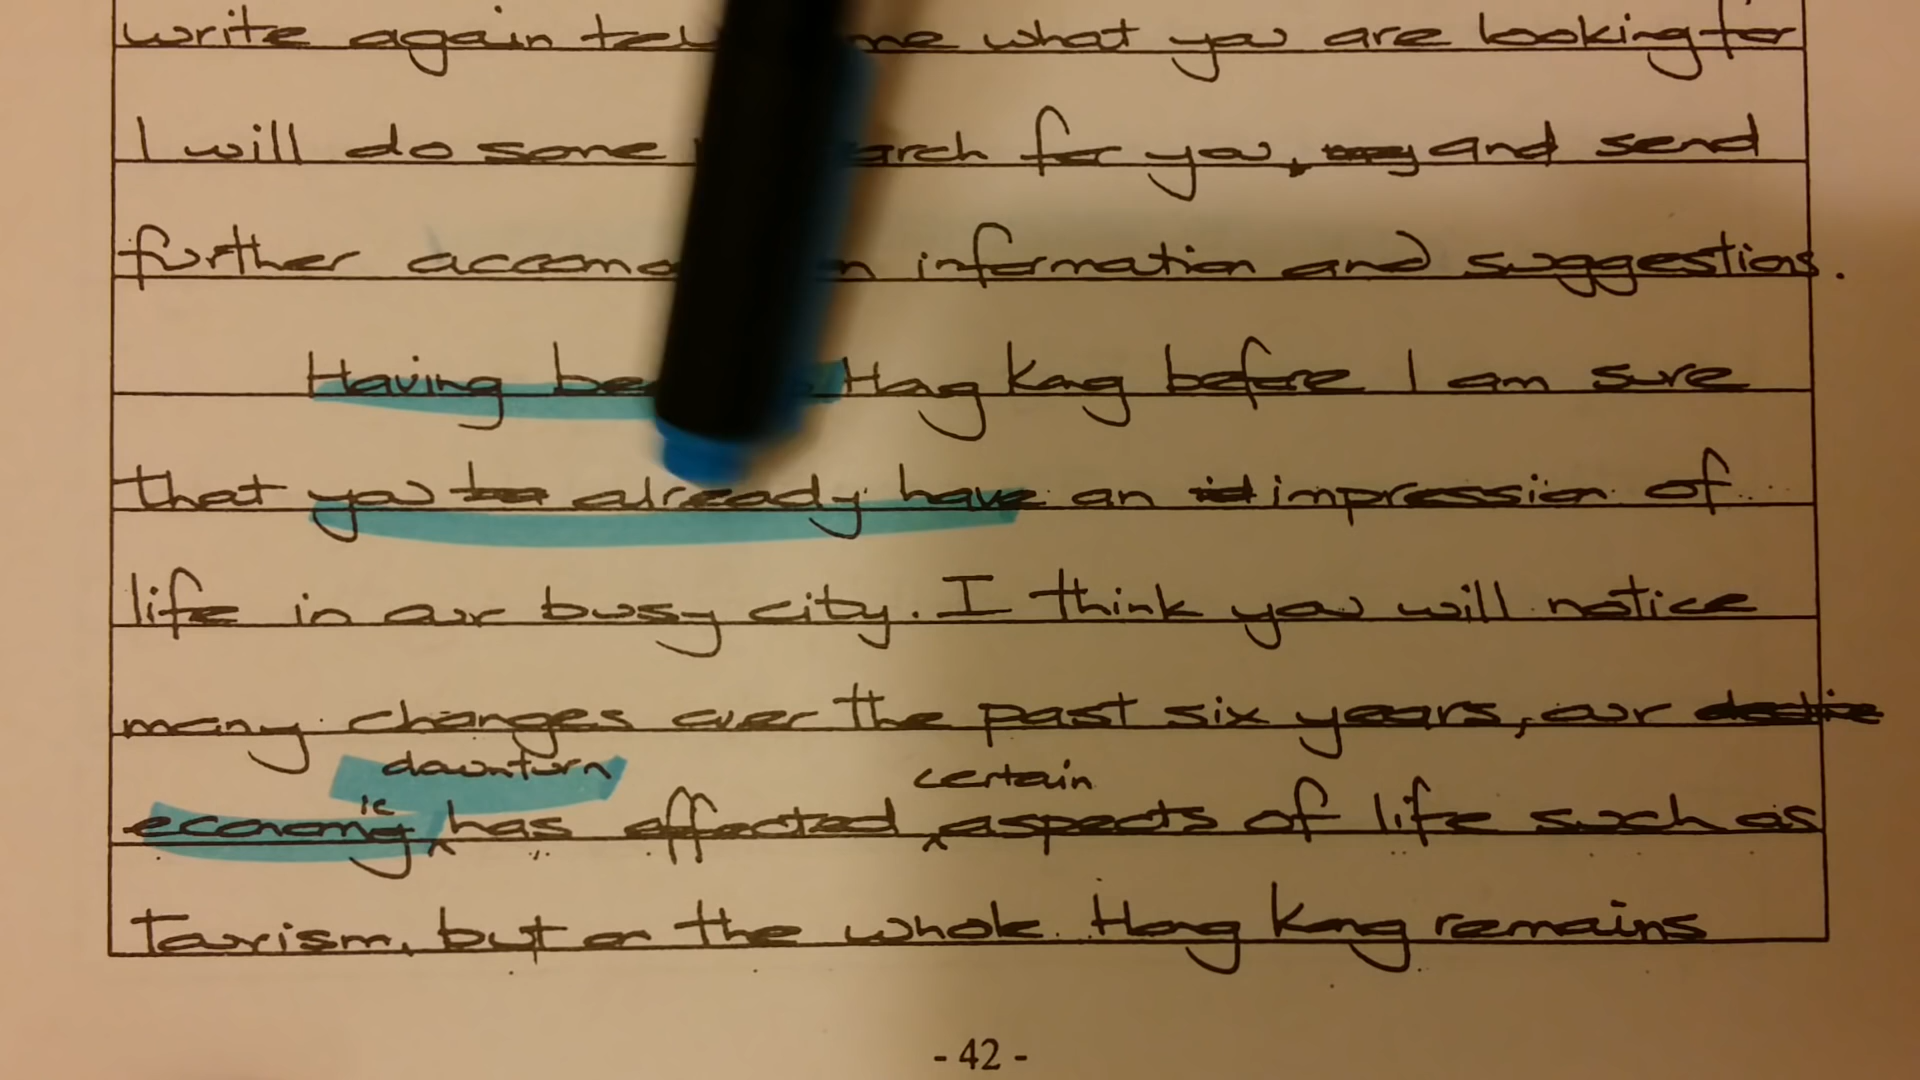 write again me what you are looking for
I will do some for you, and send
further information and suggestions.
Having Hong Kong before I am sure
that you already have an impression of
life in our busy city. I think you will notice
many changes over the past six years, our
downturn certain
economic has affected aspects of life such as
Tourism, but on the whole Hong Kong remains
- 42 -